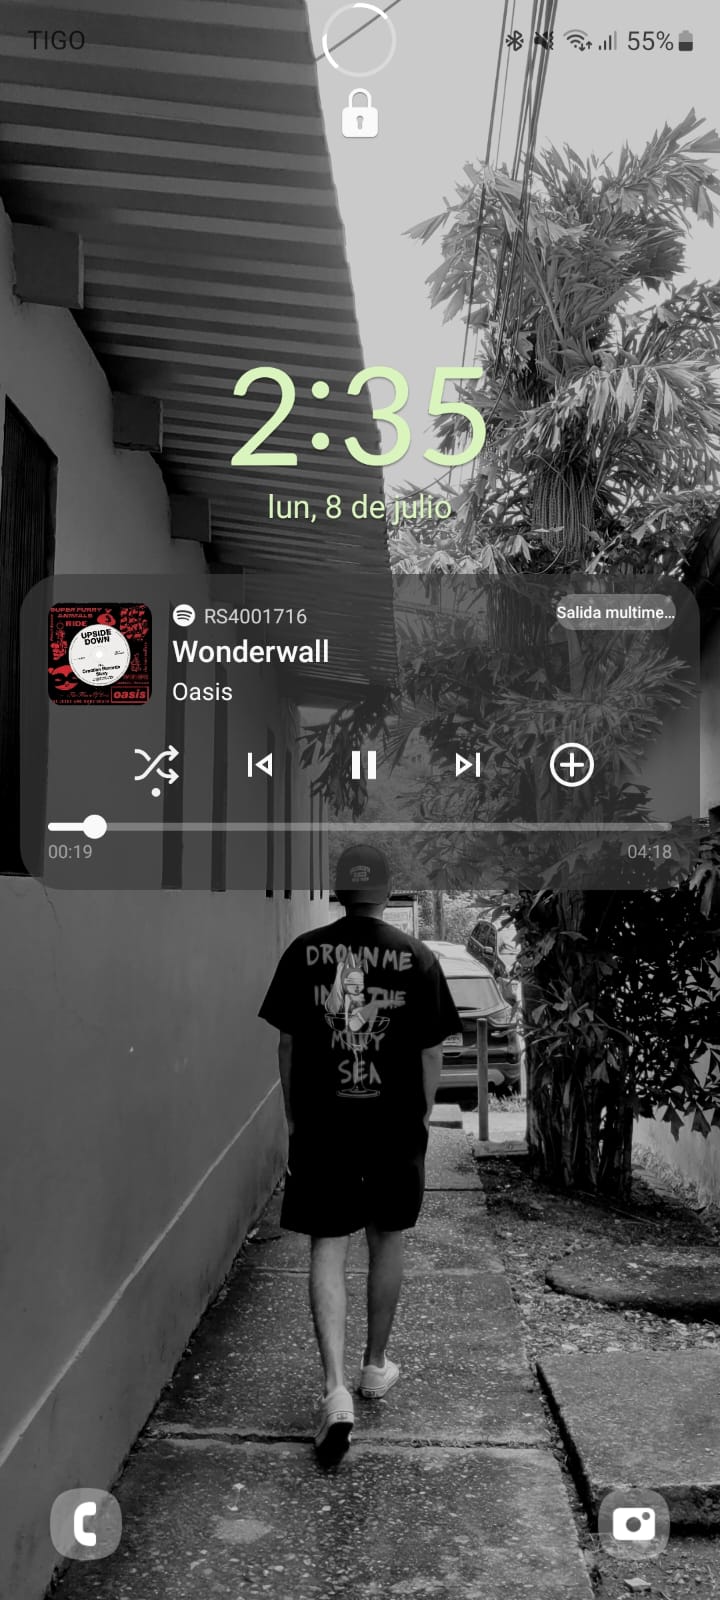 TIGO
55%
2:35
lun, 8 de julio
SUPER FURRY
ANIMALS
RIDE
UPSIDE
DOWN
Creation Records
Story
oasis
RS4001716
Salida multime...
Wonderwall
Oasis
00:19
04:18
DROWN ME
IN THE
MILKY
SEA